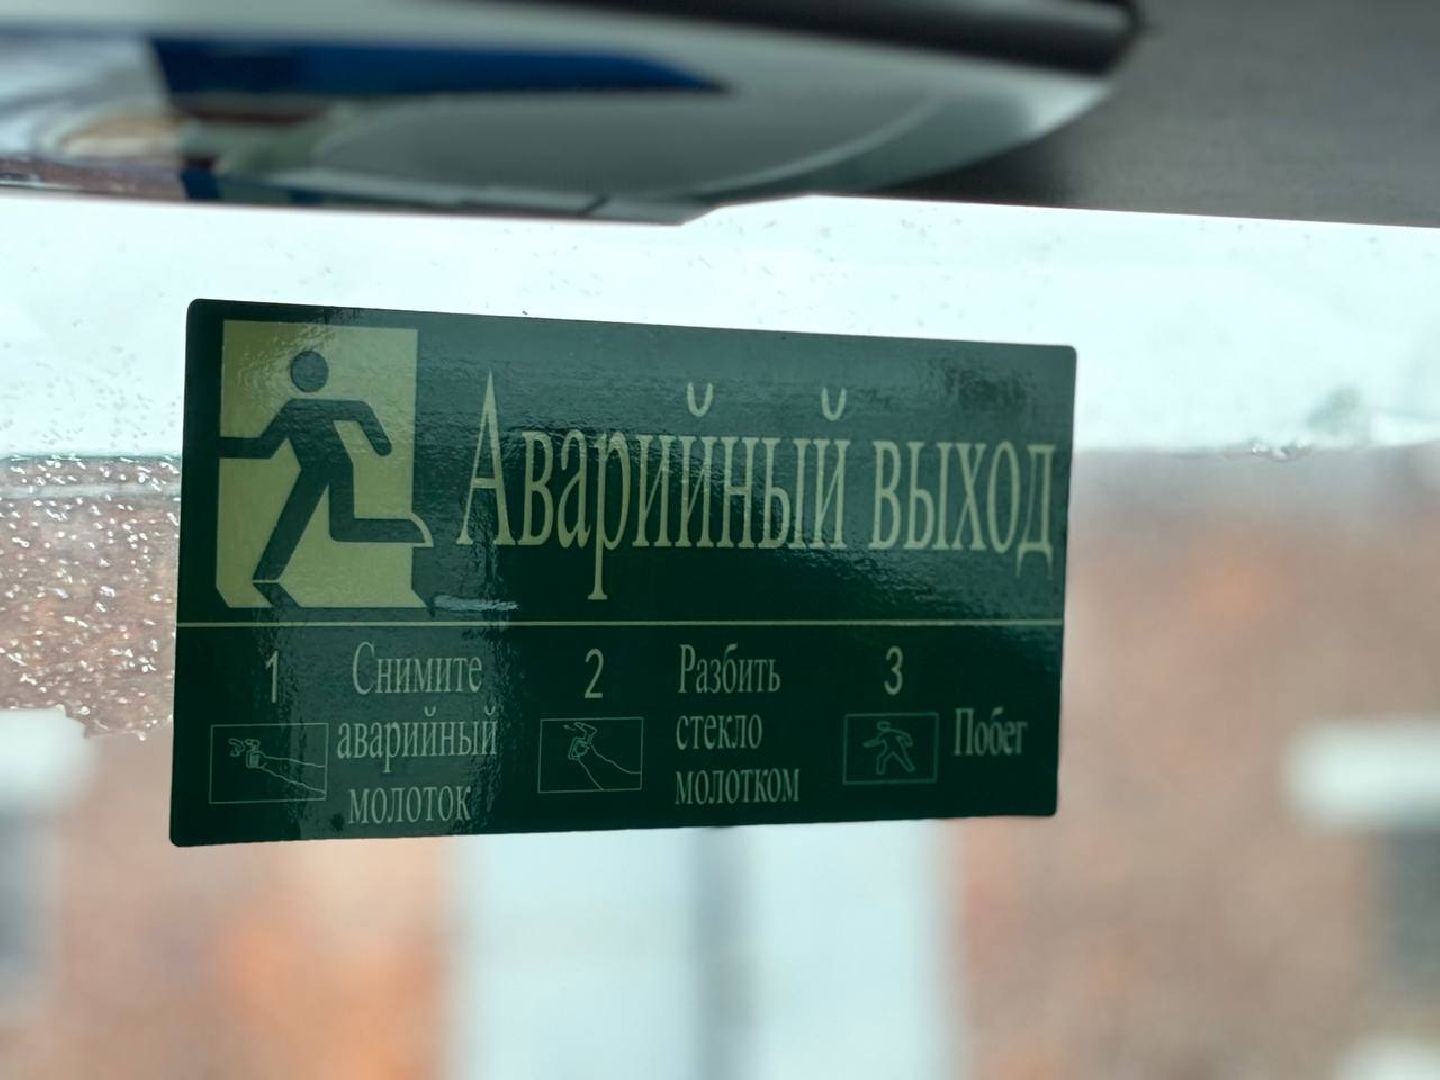 Аварийный выход
1
Снимите
аварийный
молоток
2
Разбить
стекло
молотком
3
Побег